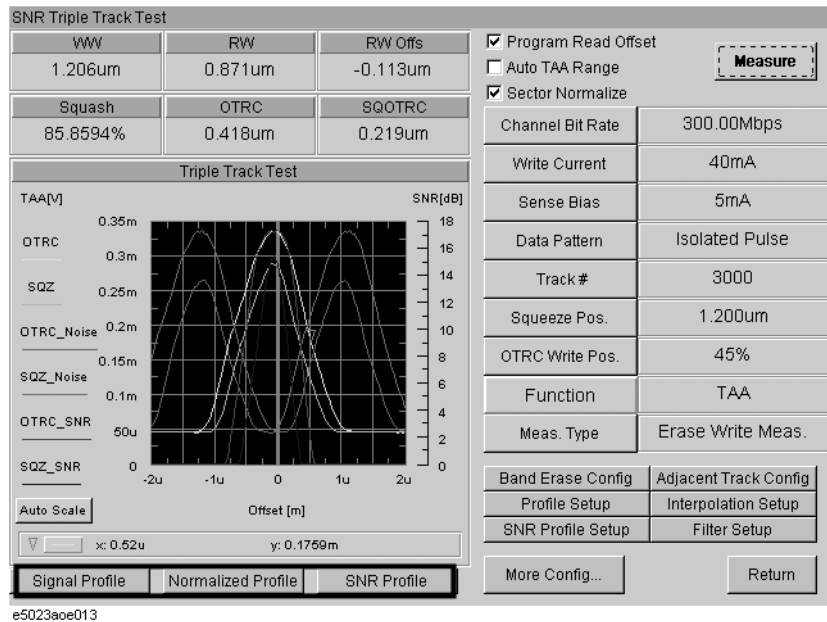 SNR Triple Track Test
WW RW RW Offs
1.206um 0.871um -0.113um
Squash OTRC SQOTRC
85.8594% 0.418um 0.219um
Triple Track Test
TAA[V] SNR[dB]
OTRC
SQZ
OTRC_Noise
SQZ_Noise
OTRC_SNR
SQZ_SNR
0.35m
0.3m
0.25m
0.2m
0.15m
0.1m
50u
0
18
16
14
12
10
8
6
4
2
0
-2u -1u 0 1u 2u
Auto Scale
Offset [m]
x: 0.52u y: 0.1759m
Signal Profile Normalized Profile SNR Profile
Program Read Offset
Auto TAA Range
Sector Normalize
Measure
Channel Bit Rate 300.00Mbps
Write Current 40mA
Sense Bias 5mA
Data Pattern Isolated Pulse
Track # 3000
Squeeze Pos. 1.200um
OTRC Write Pos. 45%
Function TAA
Meas. Type Erase Write Meas.
Band Erase Config Adjacent Track Config
Profile Setup Interpolation Setup
SNR Profile Setup Filter Setup
More Config... Return
e5023aoe013